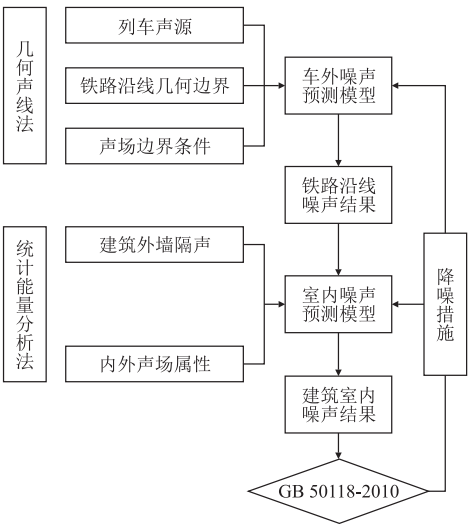 几何声线法
列车声源
铁路沿线几何边界
声场边界条件
车外噪声
预测模型
铁路沿线
噪声结果
统计能量分析法
建筑外墙隔声
内外声场属性
室内噪声
预测模型
降噪措施
建筑室内
噪声结果
GB 50118-2010